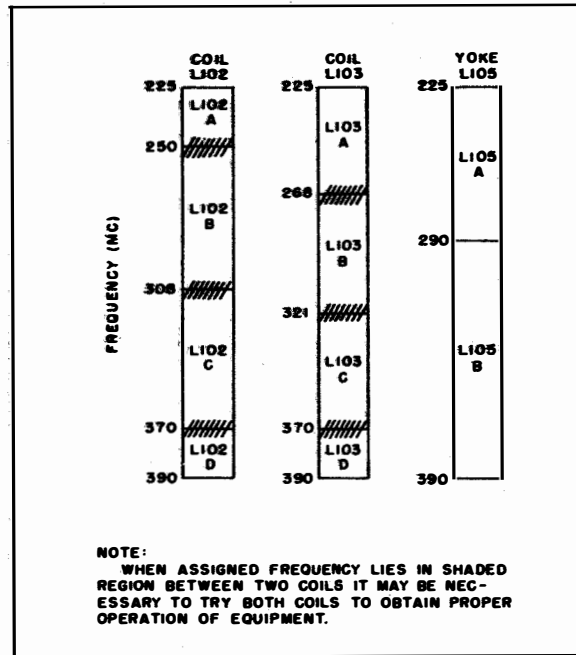 COIL
L102
225
L102
A
250
L102
B
308
L102
C
370
L102
D
390
COIL
L103
225
L103
A
268
L103
B
321
L103
C
370
L103
D
390
YOKE
L105
225
L105
A
290
L105
B
390
FREQUENCY (MC)
NOTE:
WHEN ASSIGNED FREQUENCY LIES IN SHADED
REGION BETWEEN TWO COILS IT MAY BE NEC-
ESSARY TO TRY BOTH COILS TO OBTAIN PROPER
OPERATION OF EQUIPMENT.